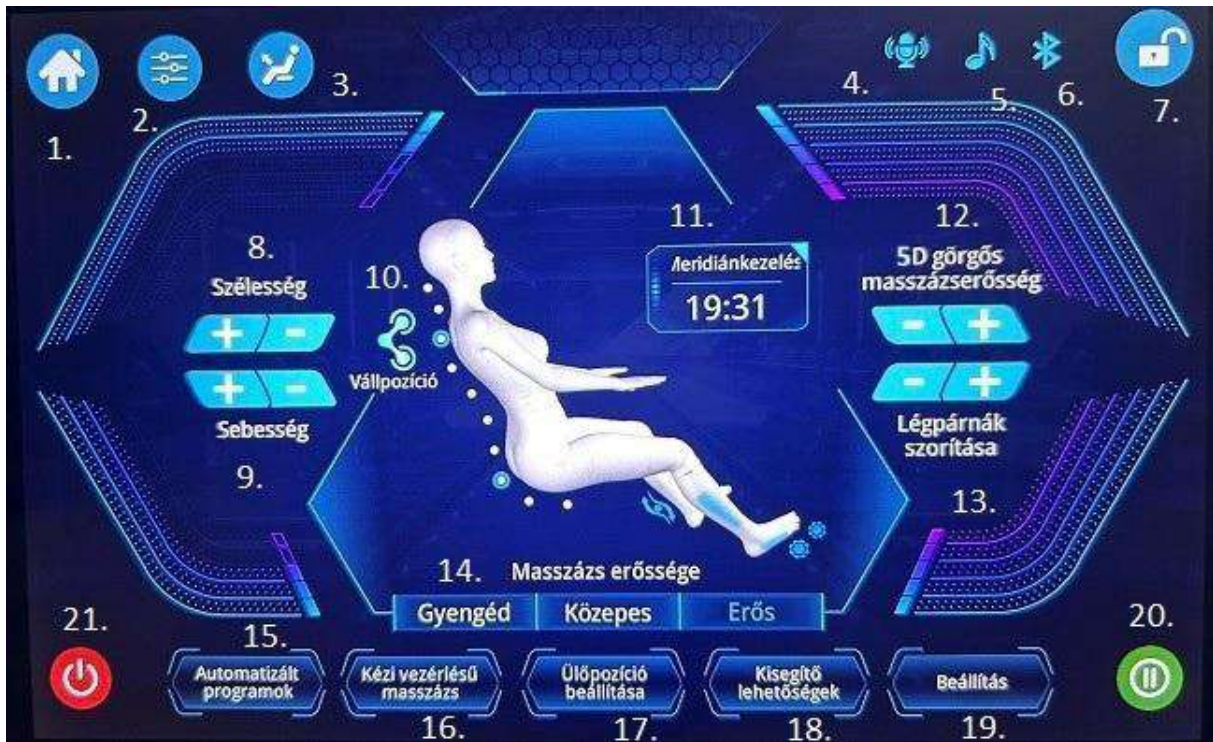 1.
2.
3.
4.
5.
6.
7.
8.
Szélesség
+ -
+ -
Sebesség
9.
10.
Vállpozíció
11.
Meridiánkezelés
19:31
12.
5D görgős
masszázserősség
- +
- +
Légpárnák
szorítása
13.
14.
Masszázs erőssége
Gyengéd
Közepes
Erős
21.
15.
Automatizált
programok
Kézi vezérlésű
masszázs
16.
Ülőpozíció
beállítása
17.
Kisegítő
lehetőségek
18.
Beállítás
19.
20.